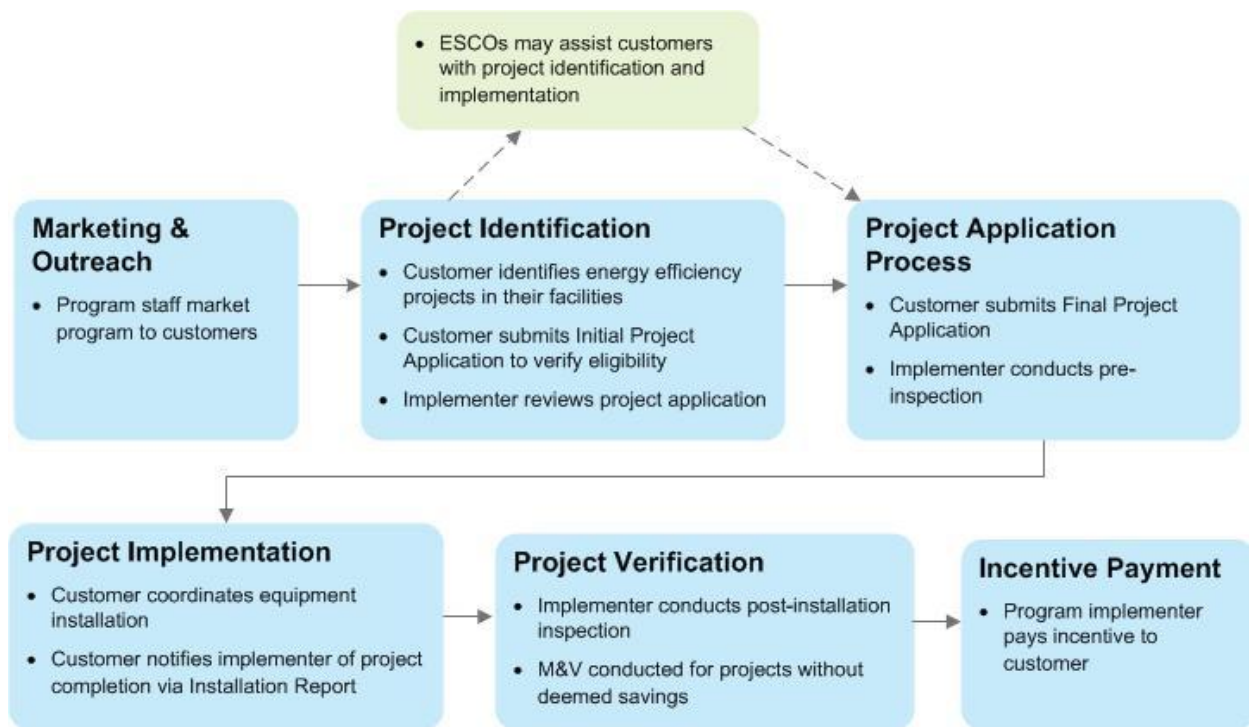 • ESCOs may assist customers
with project identification and
implementation
Marketing &
Outreach
• Program staff market
program to customers
Project Identification
• Customer identifies energy efficiency
projects in their facilities
• Customer submits Initial Project
Application to verify eligibility
• Implementer reviews project application
Project Application
Process
• Customer submits Final Project
Application
• Implementer conducts pre-
inspection
Project Implementation
• Customer coordinates equipment
installation
• Customer notifies implementer of project
completion via Installation Report
Project Verification
• Implementer conducts post-installation
inspection
• M&V conducted for projects without
deemed savings
Incentive Payment
• Program implementer
pays incentive to
customer